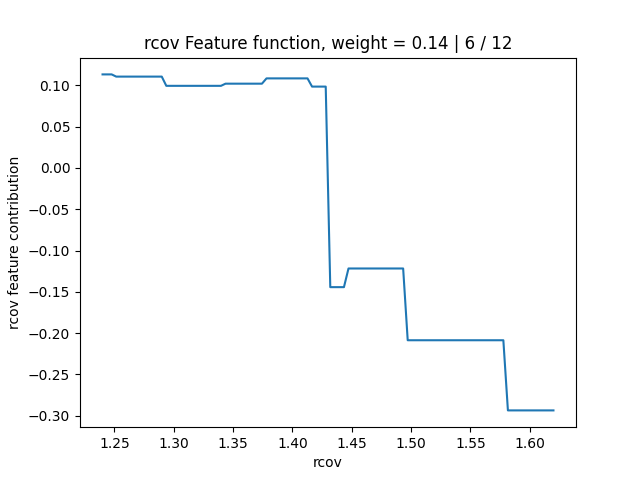 rcov Feature function, weight = 0.14 | 6 / 12
rcov feature contribution
0.10
0.05
0.00
−0.05
−0.10
−0.15
−0.20
−0.25
−0.30
1.25 1.30 1.35 1.40 1.45 1.50 1.55 1.60
rcov